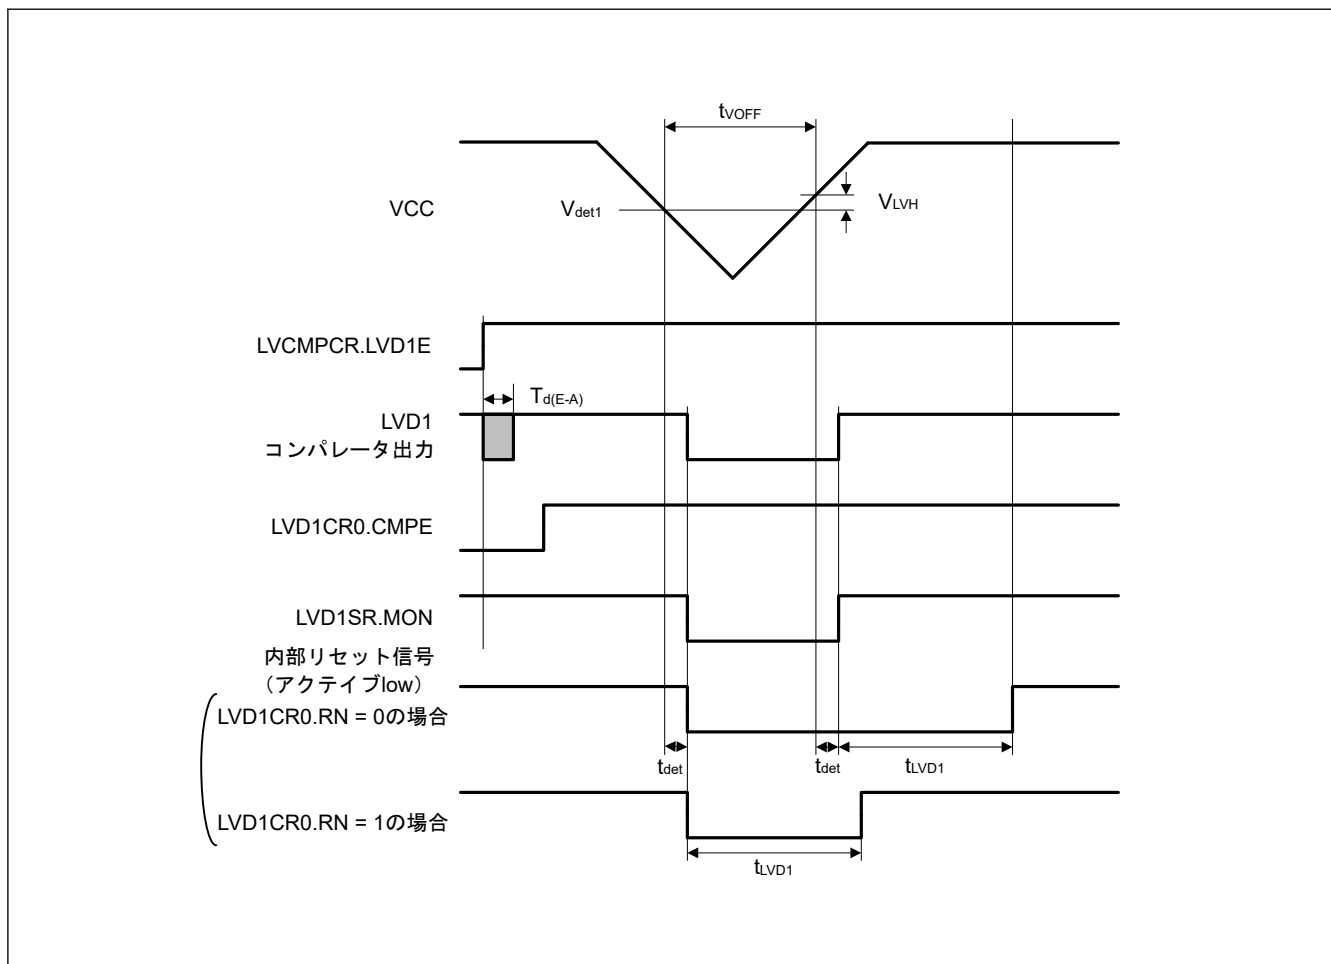 tVOFF
VCC
Vdet1
VLVH
LVCMPCR.LVD1E
Td(E-A)
LVD1
コンパレータ出力
LVD1CR0.CMPE
LVD1SR.MON
内部リセット信号
（アクテイブlow）
LVD1CR0.RN = 0の場合
tdet
tdet
tLVD1
LVD1CR0.RN = 1の場合
tLVD1